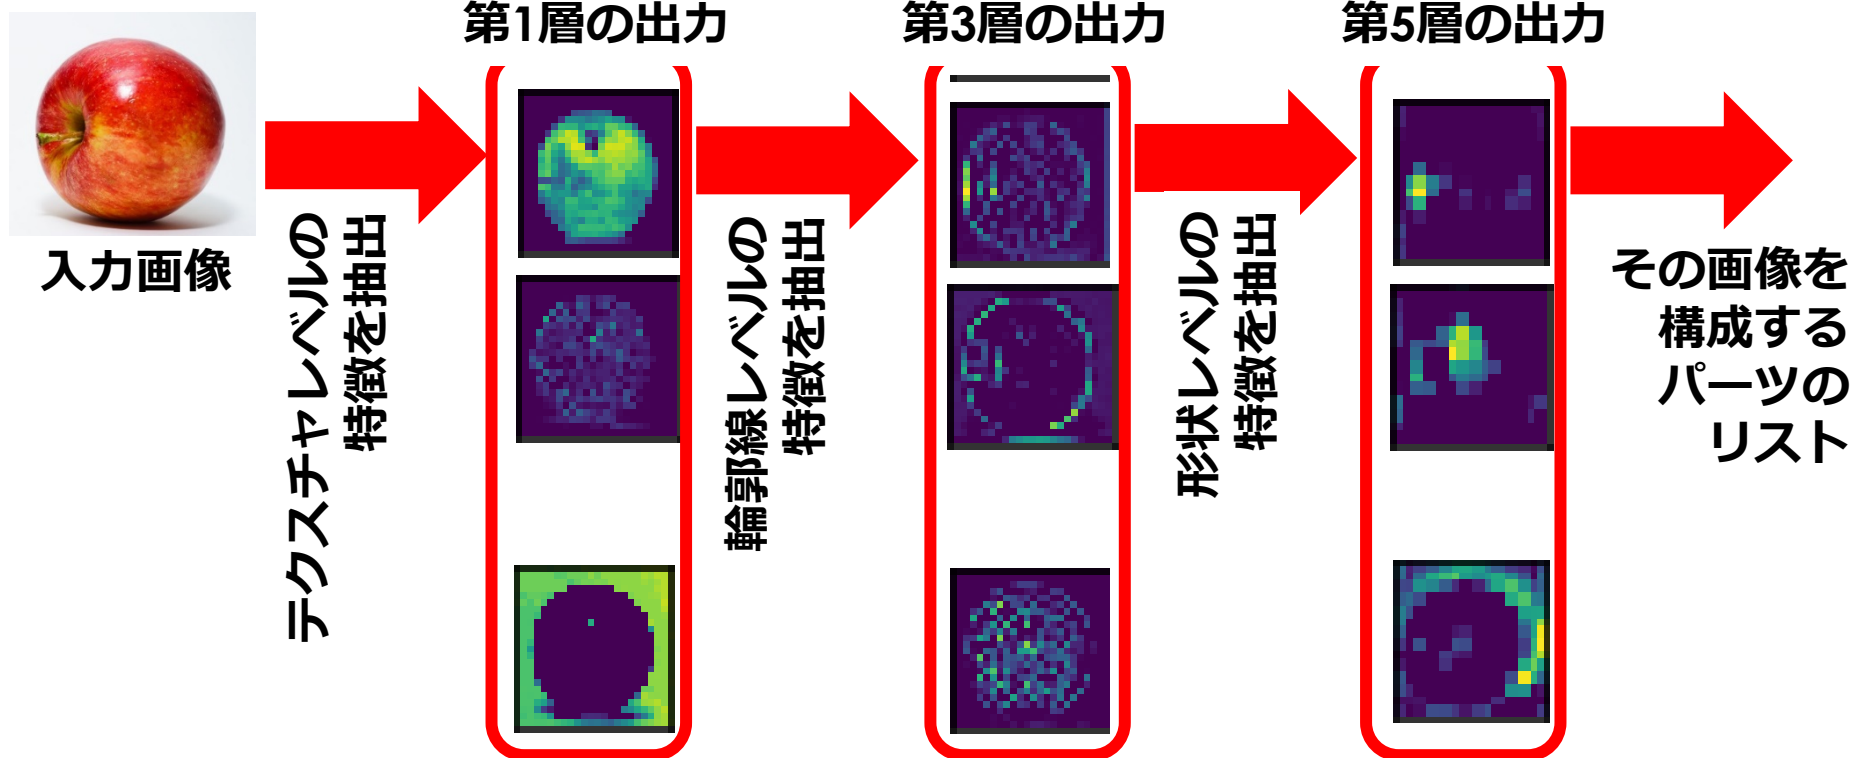 第1層の出力
第3層の出力
第5層の出力
入力画像
テクスチャレベルの
特徴を抽出
輪郭線レベルの
特徴を抽出
形状レベルの
特徴を抽出
その画像を
構成する
パーツの
リスト